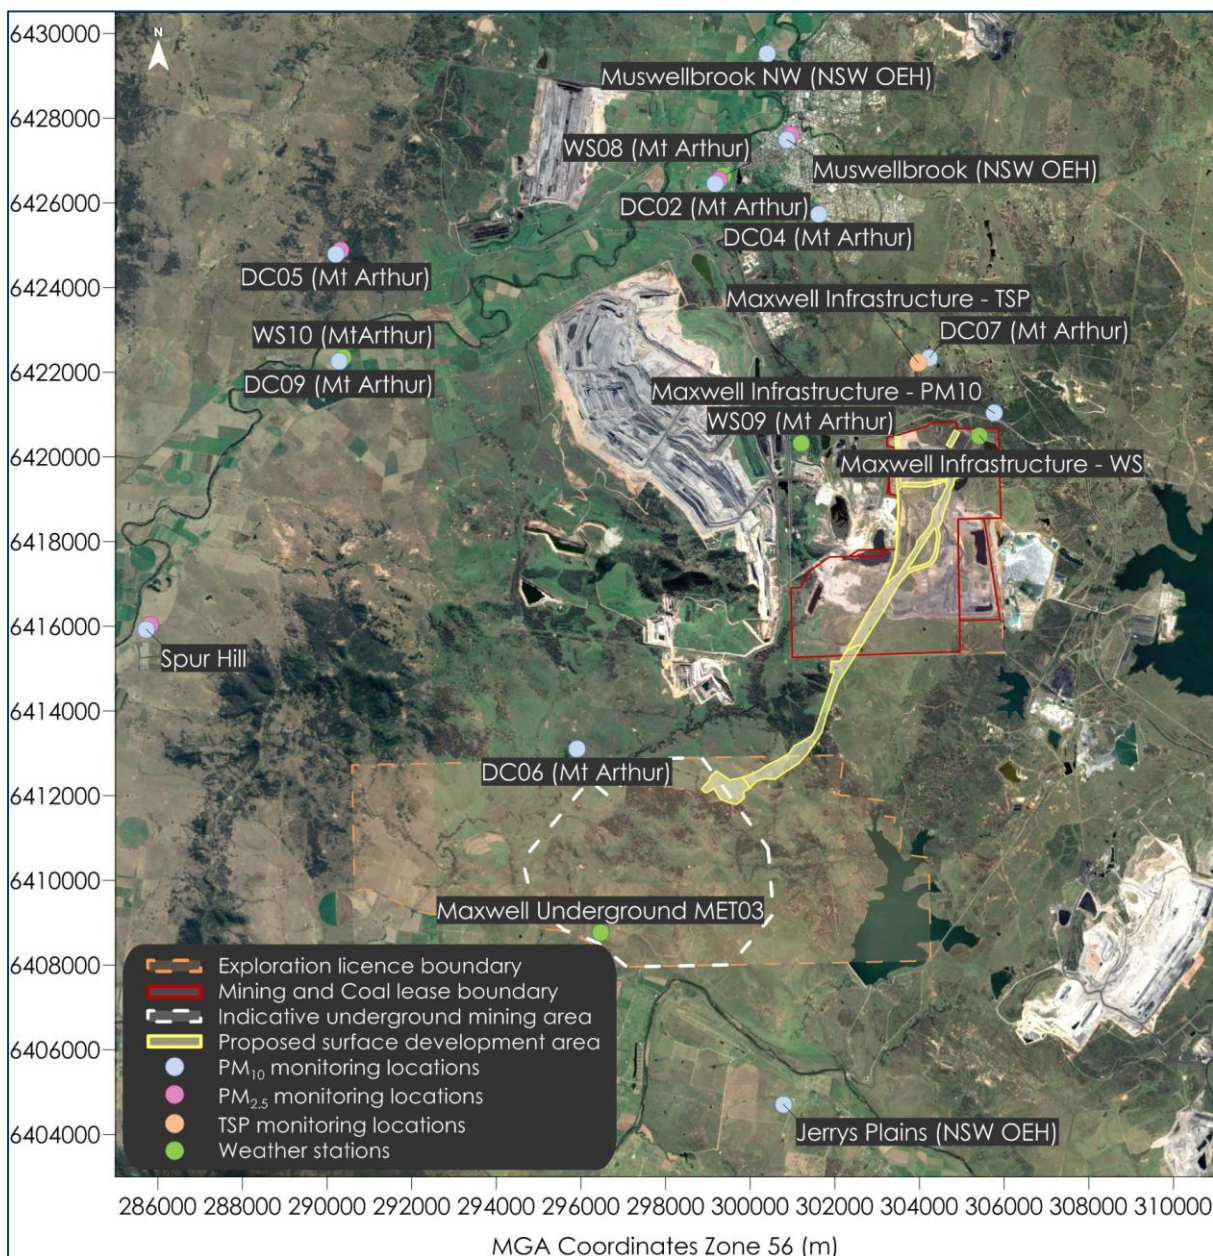 6430000
N
Muswellbrook NW (NSW OEH)
6428000
WS08 (Mt Arthur)
Muswellbrook (NSW OEH)
6426000
DC02 (Mt Arthur)
DC04 (Mt Arthur)
DC05 (Mt Arthur)
6424000
Maxwell Infrastructure - TSP
WS10 (MtArthur)
DC07 (Mt Arthur)
6422000
DC09 (Mt Arthur)
Maxwell Infrastructure - PM10
WS09 (Mt Arthur)
6420000
Maxwell Infrastructure - WS
6418000
6416000
Spur Hill
6414000
DC06 (Mt Arthur)
6412000
6410000
Maxwell Underground MET03
6408000
Exploration licence boundary
Mining and Coal lease boundary
Indicative underground mining area
6406000
Proposed surface development area
PM10 monitoring locations
PM2.5 monitoring locations
6404000
TSP monitoring locations
Jerrys Plains (NSW OEH)
Weather stations
286000 288000 290000 292000 294000 296000 298000 300000 302000 304000 306000 308000 310000
MGA Coordinates Zone 56 (m)